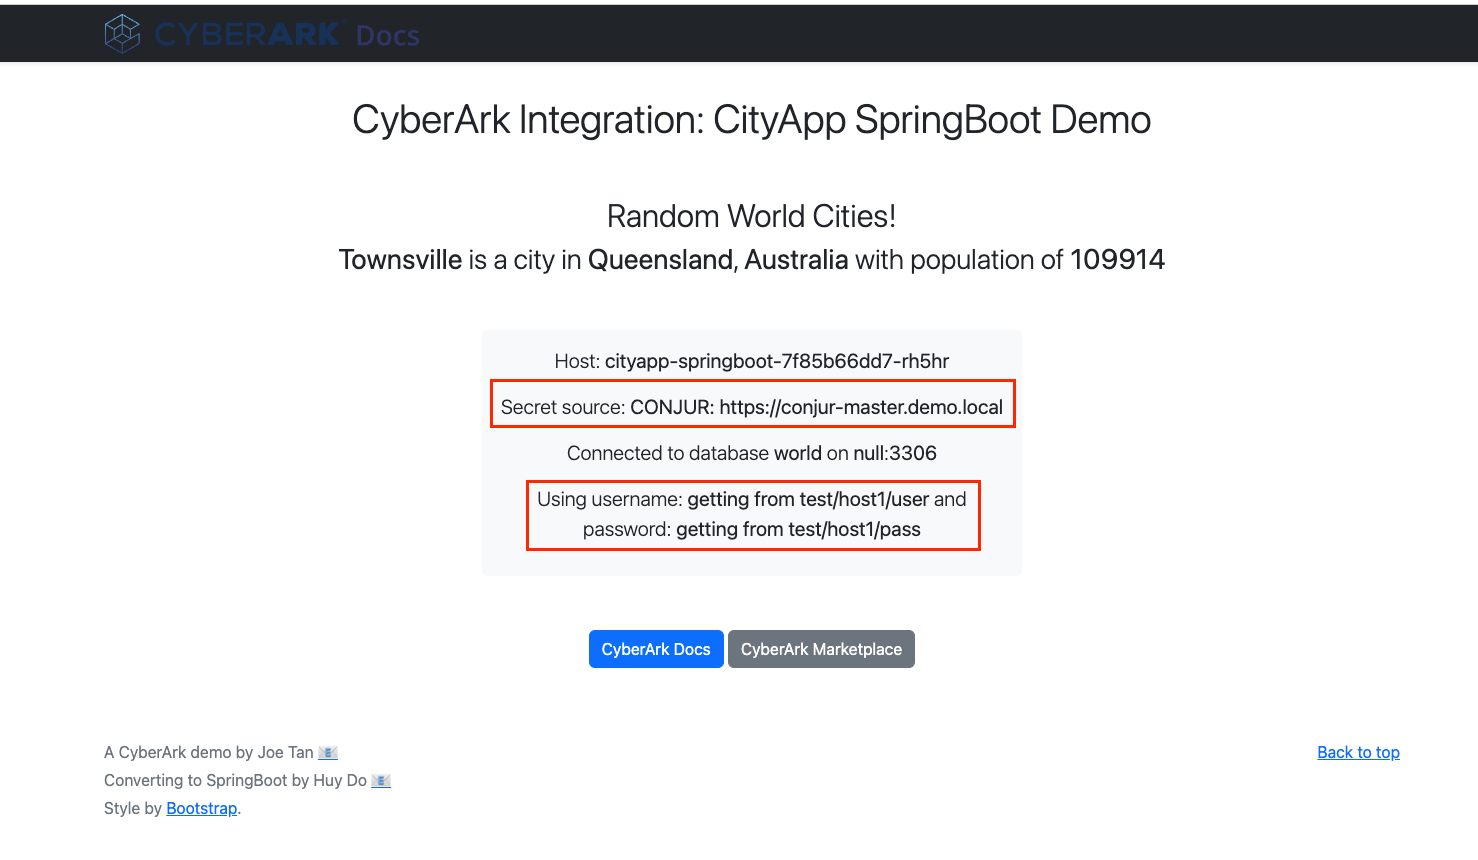 CYBERARK Docs
CyberArk Integration: CityApp SpringBoot Demo
Random World Cities!
Townsville is a city in Queensland, Australia with population of 109914
Host: cityapp-springboot-7f85b66dd7-rh5hr
Secret source: CONJUR: https://conjur-master.demo.local
Connected to database world on null:3306
Using username: getting from test/host1/user and
password: getting from test/host1/pass
CyberArk Docs CyberArk Marketplace
A CyberArk demo by Joe Tan 📧
Back to top
Converting to SpringBoot by Huy Do 📧
Style by Bootstrap.